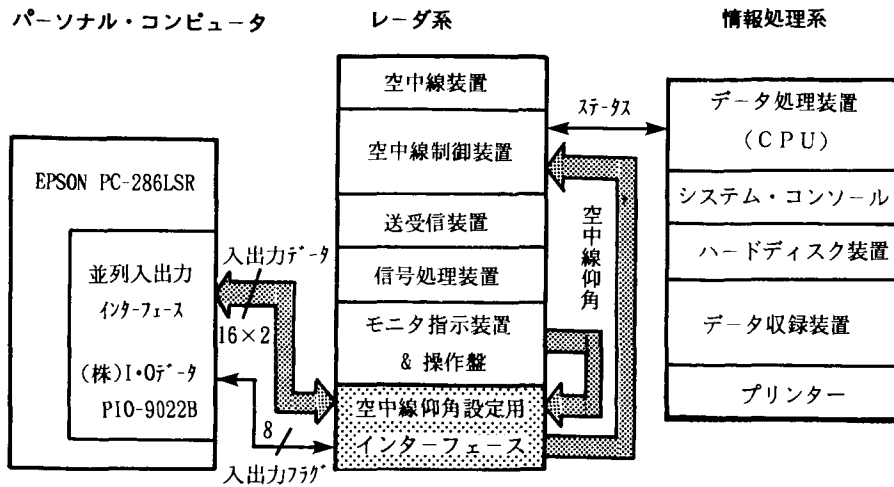 パーソナル・コンピュータ
レーダ系
情報処理系
EPSON PC-286LSR
並列入出力
インターフェース
(株)I・Oデータ
PIO-9022B
入出力データ
16×2
8
入出力フラグ
空中線装置
空中線制御装置
送受信装置
信号処理装置
モニタ指示装置
& 操作盤
空中線仰角設定用
インターフェース
空中線仰角
ステータス
データ処理装置
(CPU)
システム・コンソール
ハードディスク装置
データ収録装置
プリンター